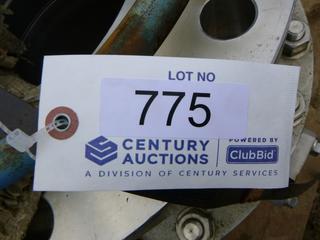 LOT NO
775
CENTURY
AUCTIONS
POWERED BY
ClubBid
A DIVISION OF CENTURY SERVICES